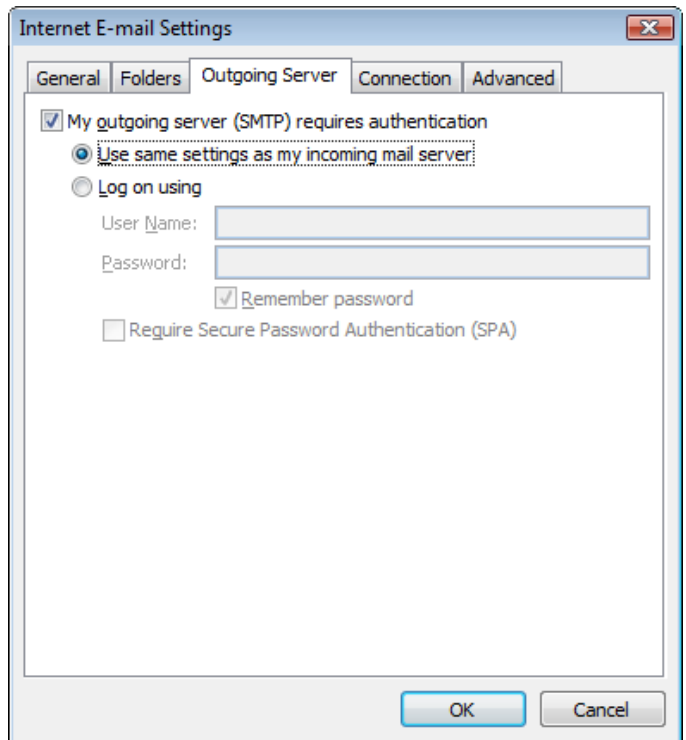 Internet E-mail Settings
General Folders Outgoing Server Connection Advanced
My outgoing server (SMTP) requires authentication
Use same settings as my incoming mail server
Log on using
User Name:
Password:
Remember password
Require Secure Password Authentication (SPA)
OK Cancel